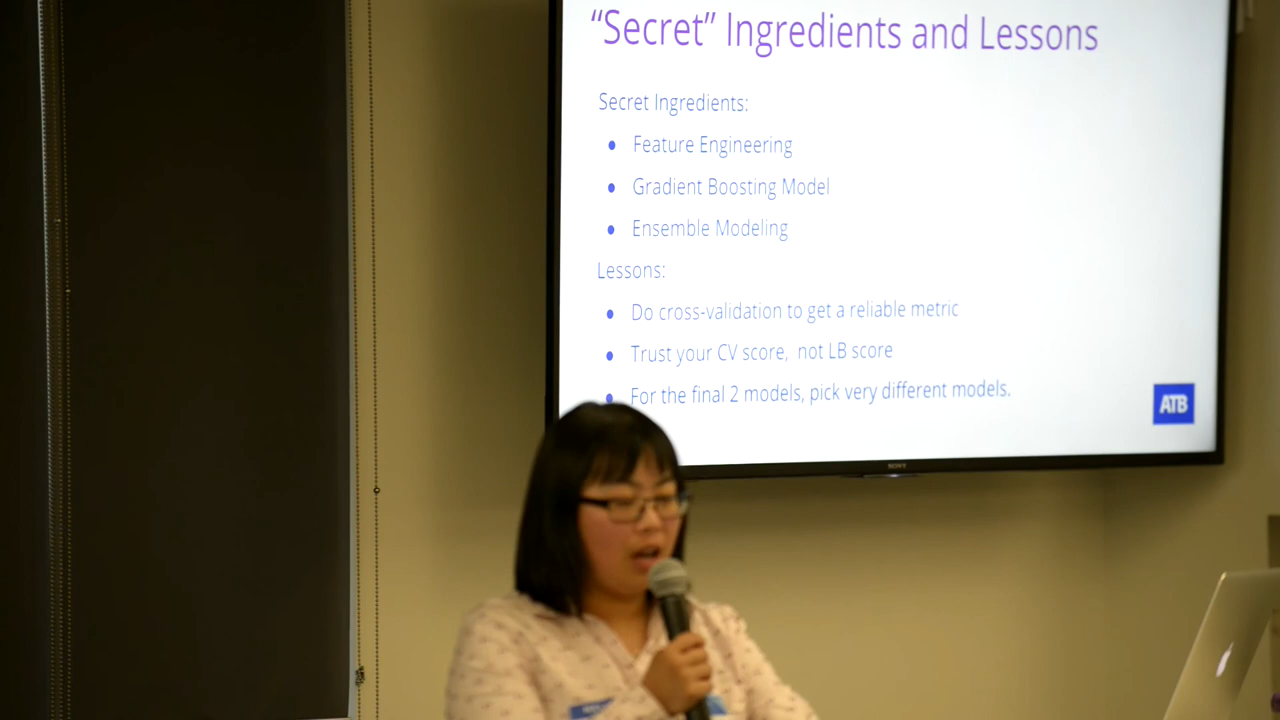 “Secret” Ingredients and Lessons
Secret Ingredients:
● Feature Engineering
● Gradient Boosting Model
● Ensemble Modeling
Lessons:
● Do cross-validation to get a reliable metric
● Trust your CV score, not LB score
● For the final 2 models, pick very different models.
ATB
SONY